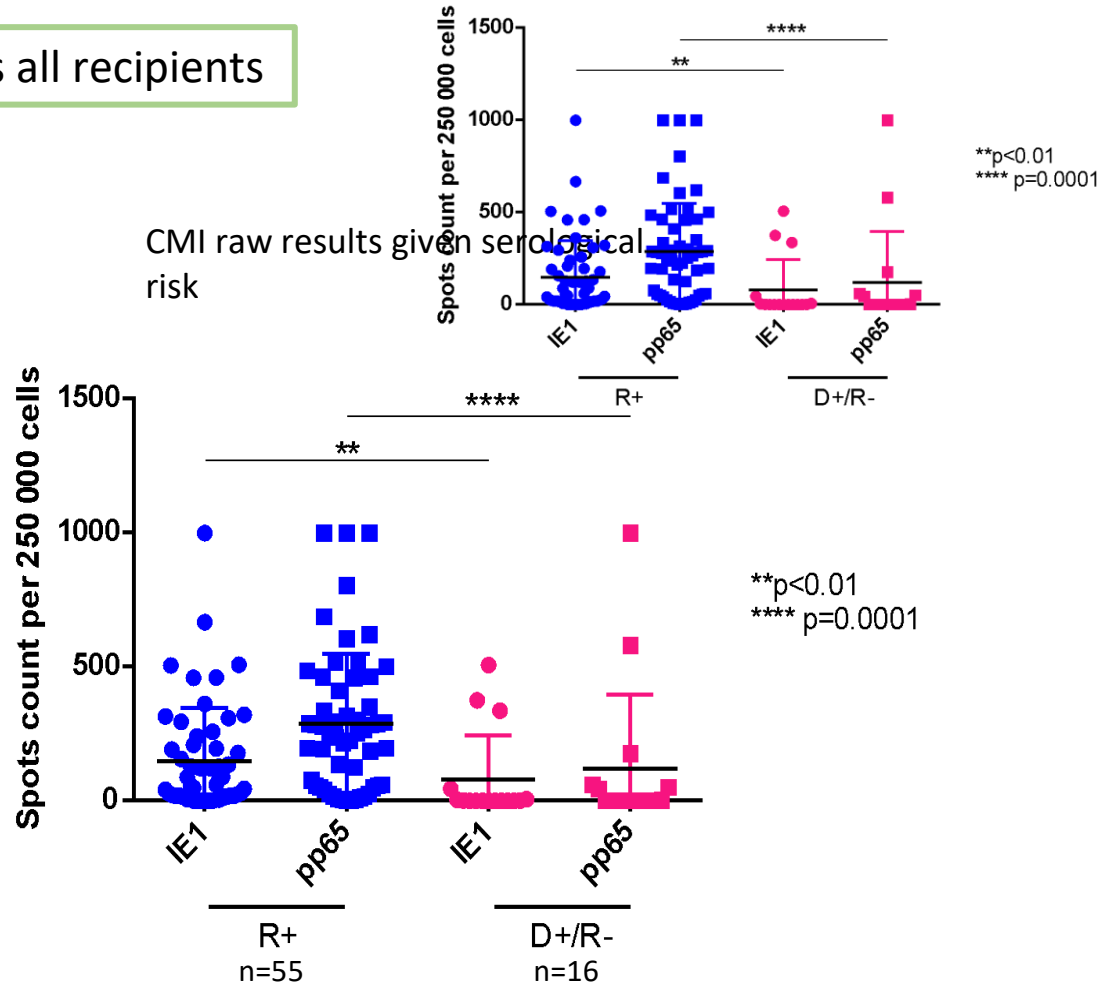 s all recipients
Spots count per 250 000 cells
1500
1000
500
0
****
**
IE1
pp65
IE1
pp65
R+
D+/R-
**p<0.01
**** p=0.0001
CMI raw results given serological
risk
Spots count per 250 000 cells
1500
1000
500
0
****
**
IE1
pp65
IE1
pp65
R+
D+/R-
n=55
n=16
**p<0.01
**** p=0.0001